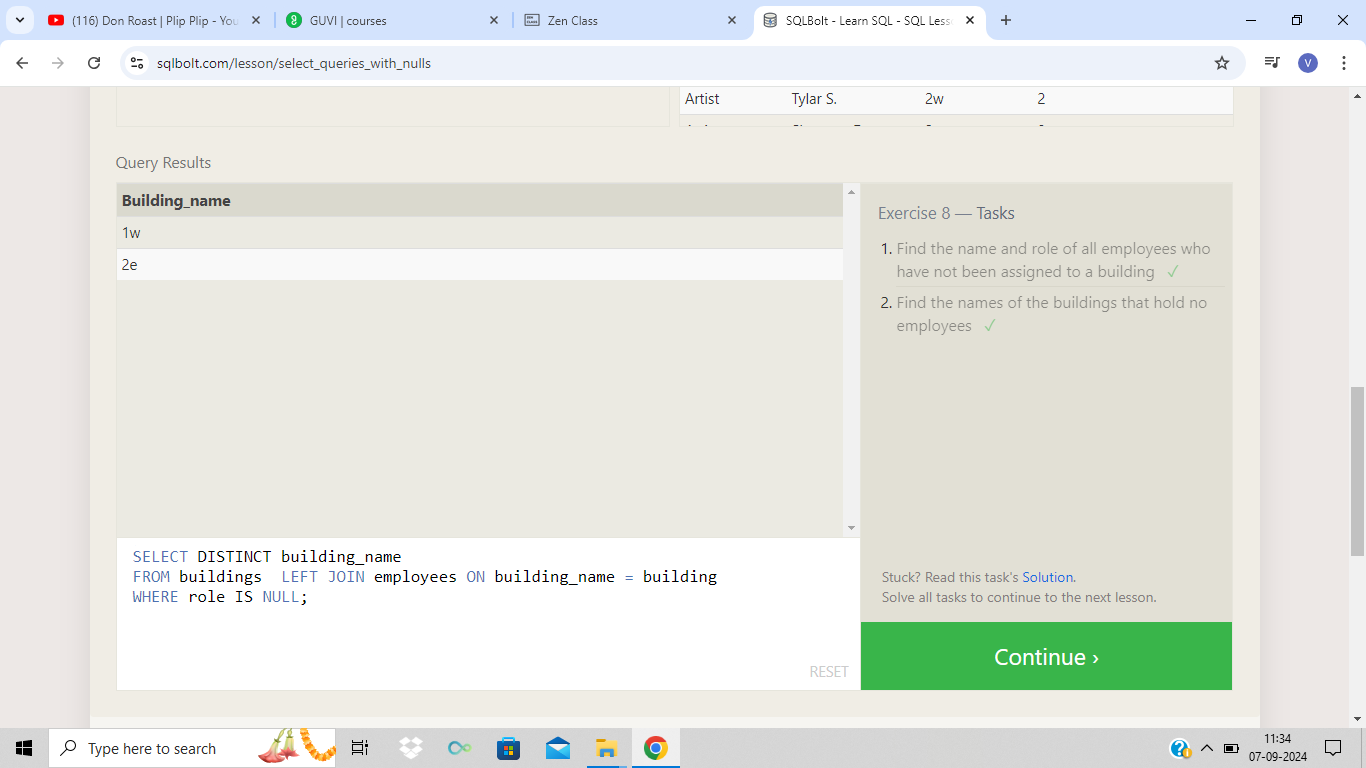 (116) Don Roast | Plip Plip - You
GUVI | courses
Zen Class
SQLBolt - Learn SQL - SQL Less
sqlbolt.com/lesson/select_queries_with_nulls
V
Artist Tylar S. 2w 2
Query Results
Building_name
1w
2e
Exercise 8 — Tasks
1. Find the name and role of all employees who
have not been assigned to a building ✓
2. Find the names of the buildings that hold no
employees ✓
SELECT DISTINCT building_name
FROM buildings  LEFT JOIN employees ON building_name = building
WHERE role IS NULL;
RESET
Stuck? Read this task's Solution.
Solve all tasks to continue to the next lesson.
Continue ›
Type here to search
11:34
07-09-2024